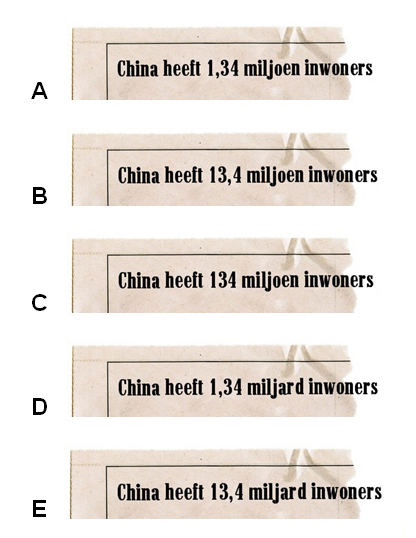 China heeft 1,34 miljoen inwoners
A
China heeft 13,4 miljoen inwoners
B
China heeft 134 miljoen inwoners
C
China heeft 1,34 miljard inwoners
D
China heeft 13,4 miljard inwoners
E